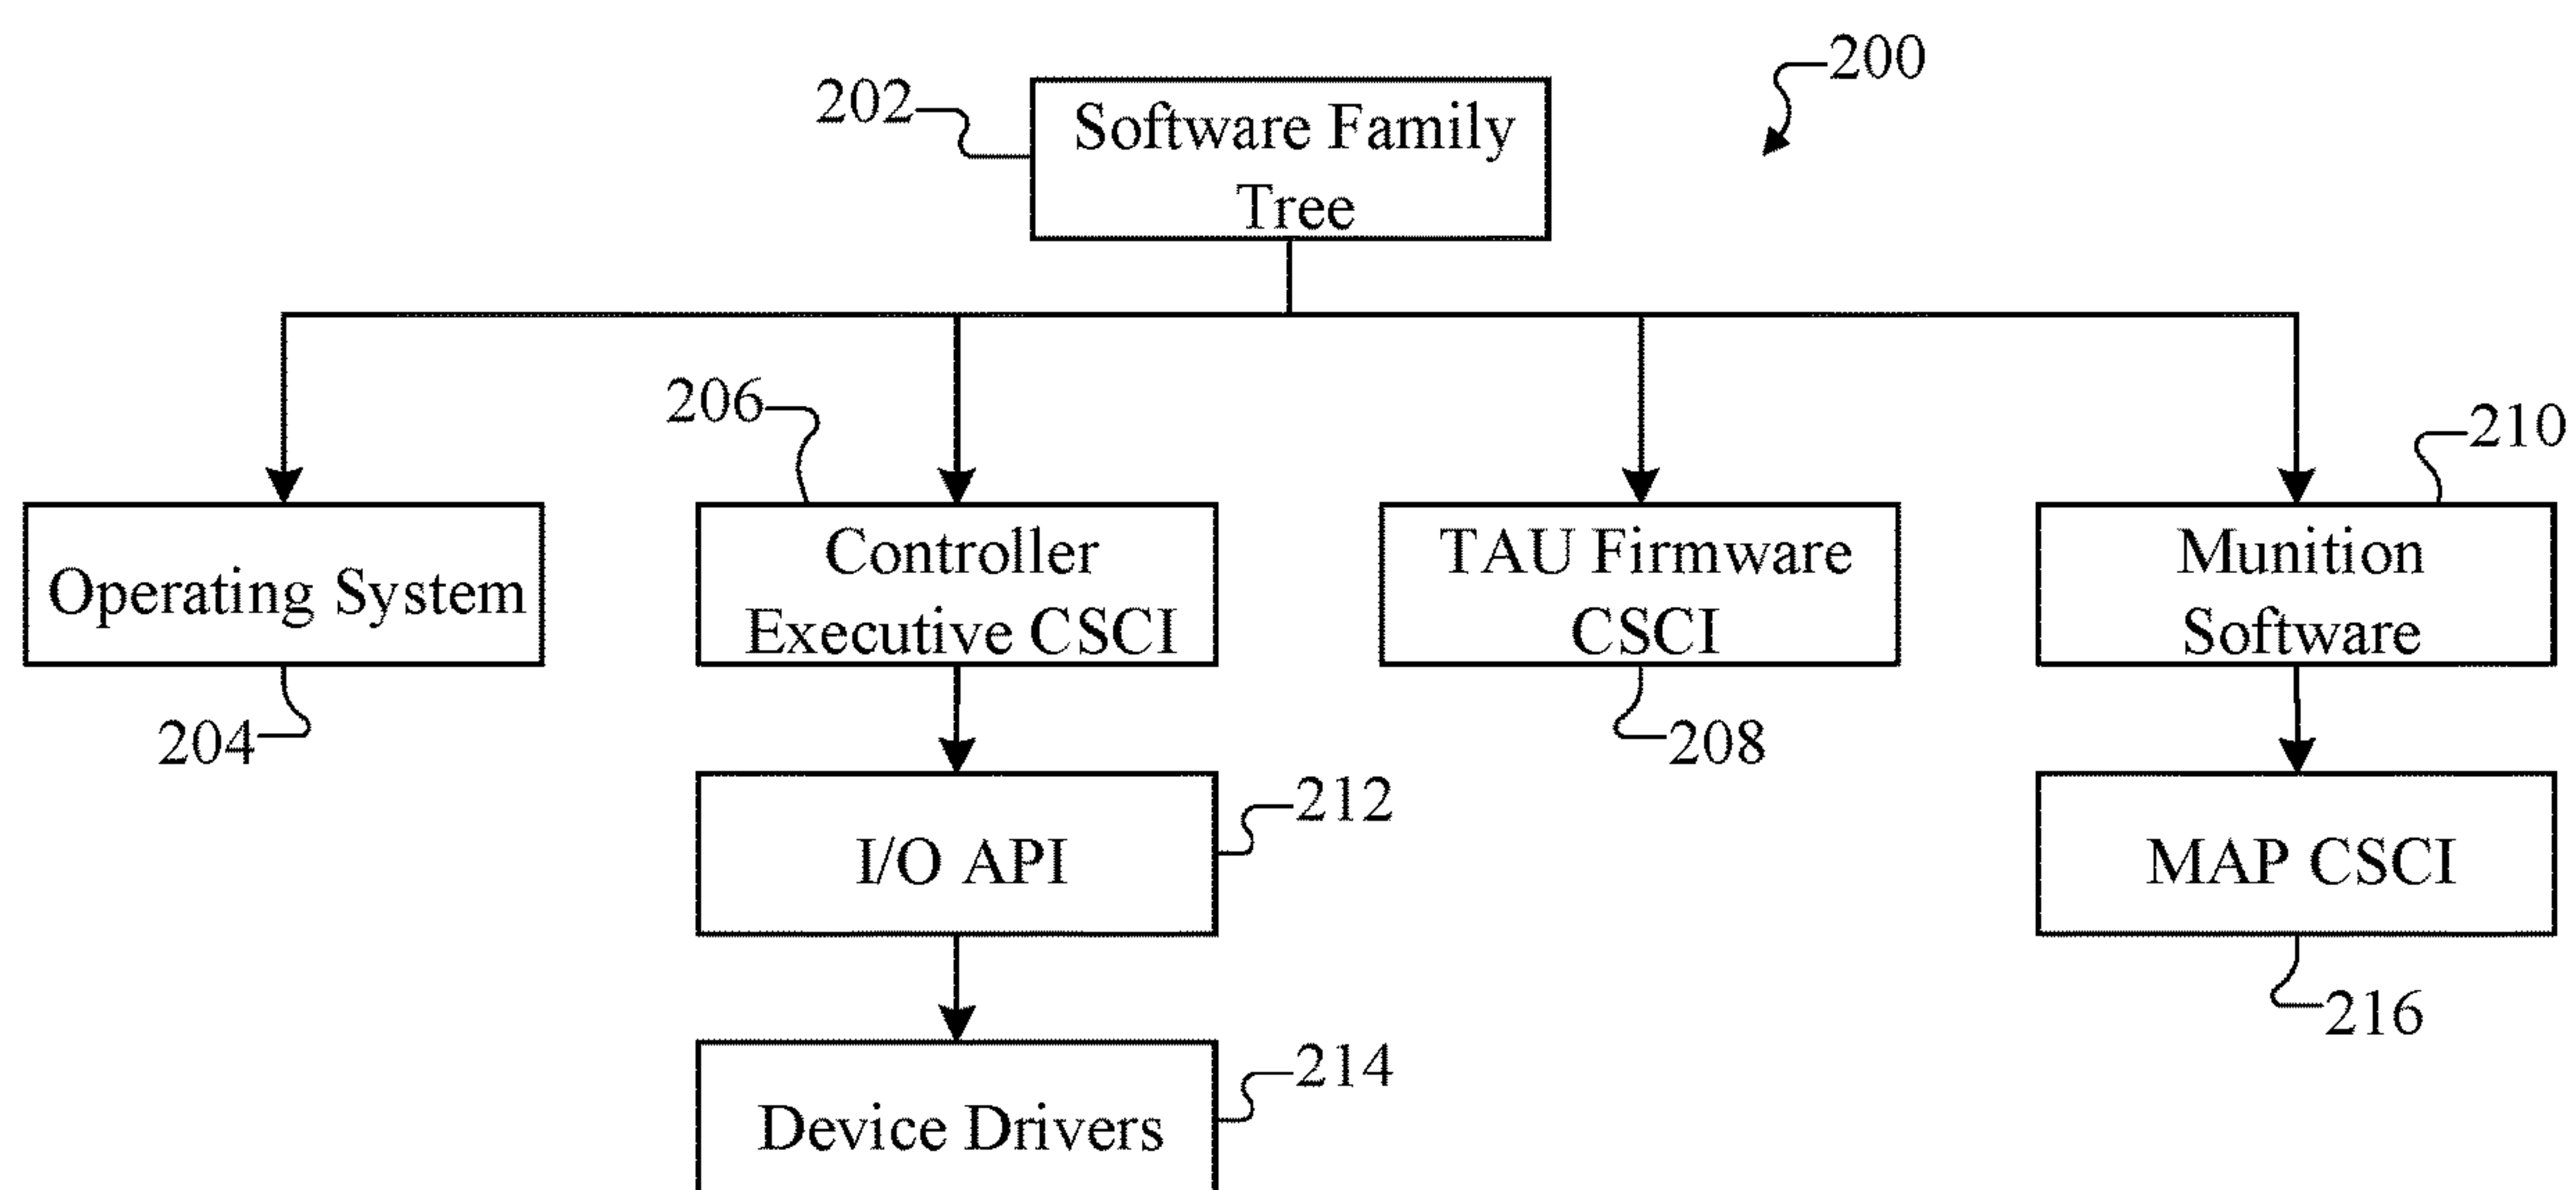 200
202
Software Family
Tree
206
210
Operating System
Controller
Executive CSCI
TAU Firmware
CSCI
Munition
Software
204
208
212
I/O API
MAP CSCI
216
214
Device Drivers